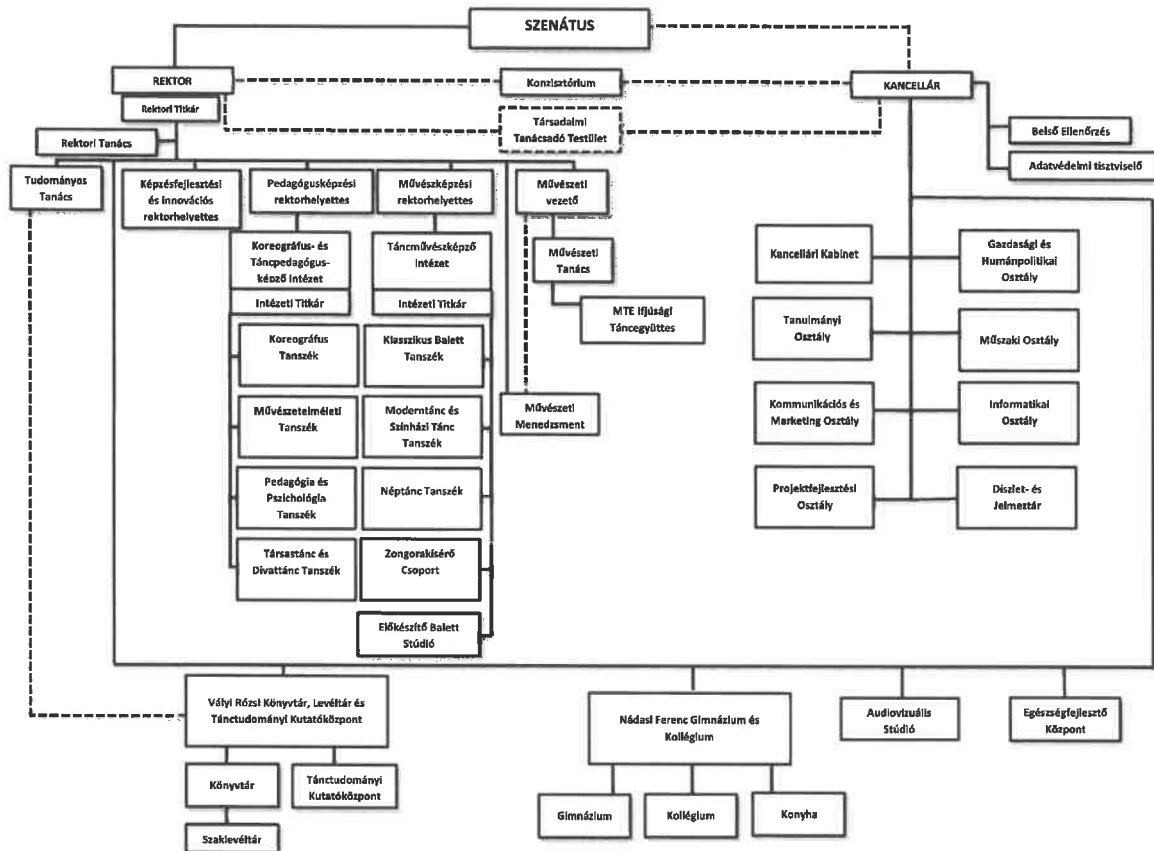 SZENÁTUS
REKTOR
Konzisztórium
KANCELLÁR
Rektori Titkár
Társadalmi
Tanácsadó Testület
Rektori Tanács
Belső Ellenőrzés
Adatvédelmi tisztviselő
Tudományos
Tanács
Képzésfejlesztési
és innovációs
rektorhelyettes
Pedagógusképzési
rektorhelyettes
Művészképzési
rektorhelyettes
Művészeti
vezető
Koreográfus- és
Táncpedagógus-
képző Intézet
Intézeti Titkár
Táncművészképző
Intézet
Intézeti Titkár
Művészeti
Tanács
MTE Ifjúsági
Táncegyüttes
Kancellári Kabinet
Gazdasági és
Humánpolitikai
Osztály
Tanulmányi
Osztály
Műszaki Osztály
Koreográfus
Tanszék
Klasszikus Balett
Tanszék
Művészetelméleti
Tanszék
Moderntánc és
Színházi Tánc
Tanszék
Művészeti
Menedzsment
Kommunikációs és
Marketing Osztály
Informatikai
Osztály
Pedagógia és
Pszichológia
Tanszék
Néptánc Tanszék
Projektfejlesztési
Osztály
Díszlet- és
Jelmeztár
Társastánc és
Divattánc Tanszék
Zongorakísérő
Csoport
Előkészítő Balett
Stúdió
Vályi Rózsi Könyvtár, Levéltár és
Tánctudományi Kutatóközpont
Nádasi Ferenc Gimnázium és
Kollégium
Audiovizuális
Stúdió
Egészségfejlesztő
Központ
Könyvtár
Tánctudományi
Kutatóközpont
Szaklevéltár
Gimnázium
Kollégium
Konyha